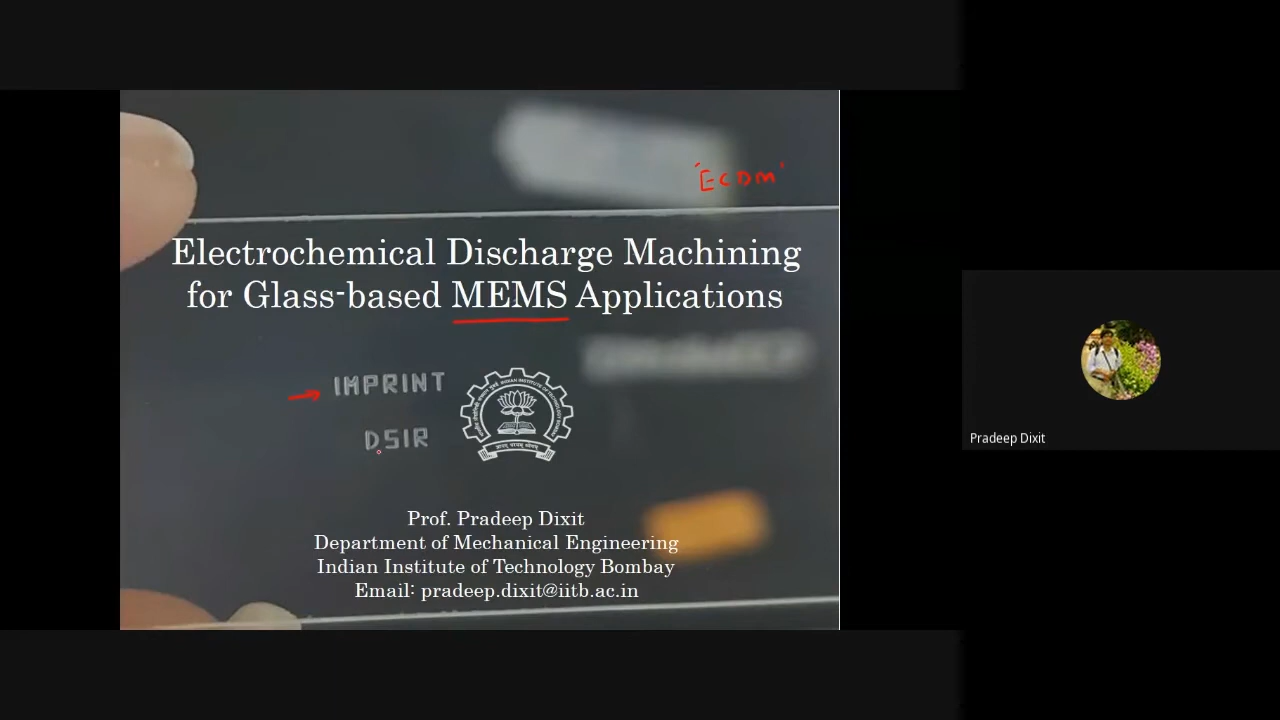 'ECDM'
Electrochemical Discharge Machining
for Glass-based MEMS Applications
IMPRINT
DSIR
Prof. Pradeep Dixit
Department of Mechanical Engineering
Indian Institute of Technology Bombay
Email: pradeep.dixit@iitb.ac.in
Pradeep Dixit